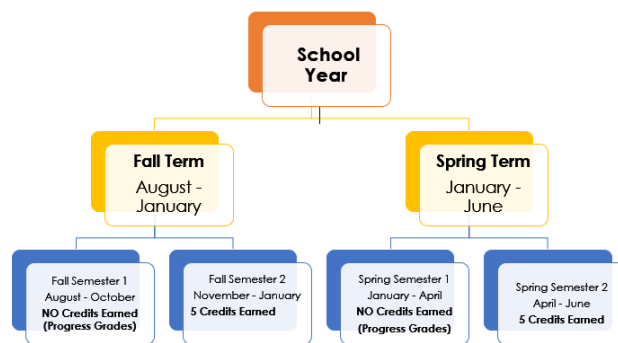 School
Year
Fall Term
August -
January
Spring Term
January -
June
Fall Semester 1
August - October
NO Credits Earned
(Progress Grades)
Fall Semester 2
November - January
5 Credits Earned
Spring Semester 1
January - April
NO Credits Earned
(Progress Grades)
Spring Semester 2
April - June
5 Credits Earned